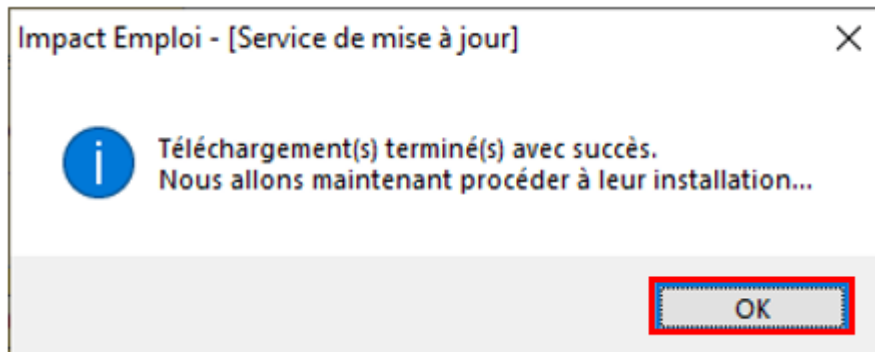 Impact Emploi - [Service de mise à jour]
Téléchargement(s) terminé(s) avec succès.
Nous allons maintenant procéder à leur installation...
OK